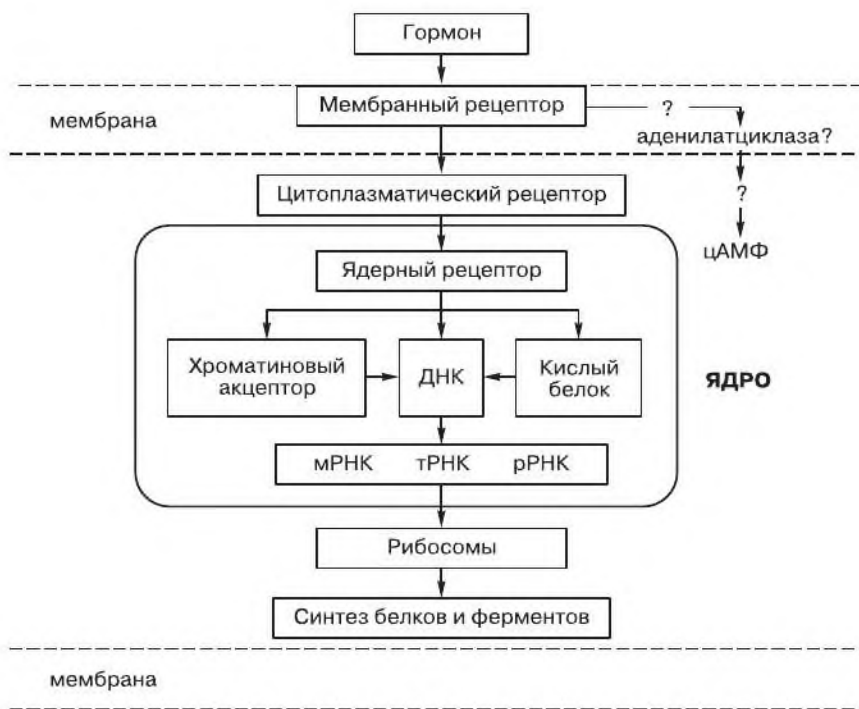 Гормон
Мембранный рецептор
?
мембрана
аденилатциклаза?
Цитоплазматический рецептор
?
цАМФ
Ядерный рецептор
Хроматиновый
акцептор
ДНК
Кислый
белок
ЯДРО
мРНК тРНК рРНК
Рибосомы
Синтез белков и ферментов
мембрана